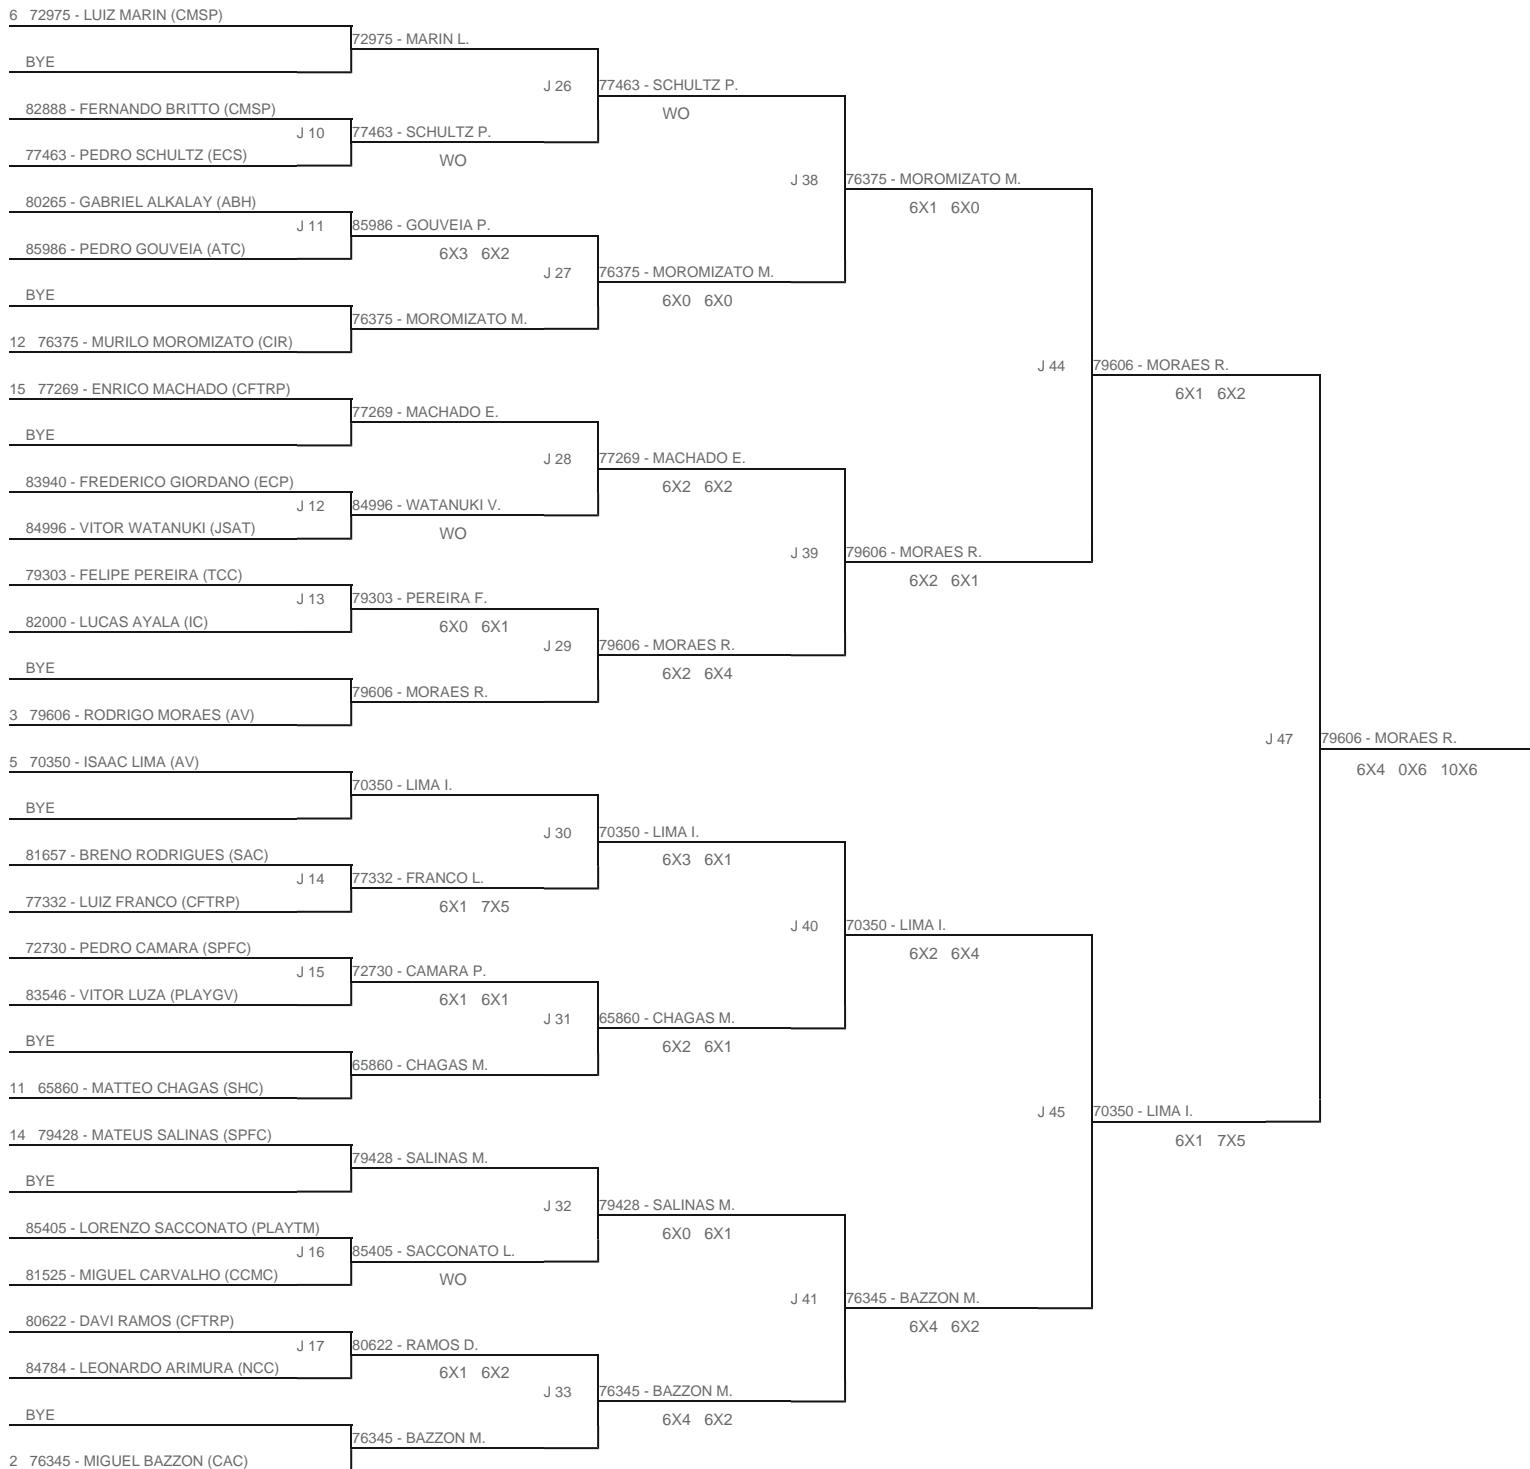 6 72975 - LUIZ MARIN (CMSP)
72975 - MARIN L.
BYE
J 26
77463 - SCHULTZ P.
WO
82888 - FERNANDO BRITTO (CMSP)
J 10
77463 - SCHULTZ P.
WO
77463 - PEDRO SCHULTZ (ECS)
J 38
76375 - MOROMIZATO M.
6X1 6X0
80265 - GABRIEL ALKALAY (ABH)
J 11
85986 - GOUVEIA P.
6X3 6X2
85986 - PEDRO GOUVEIA (ATC)
J 27
76375 - MOROMIZATO M.
6X0 6X0
BYE
76375 - MOROMIZATO M.
12 76375 - MURILO MOROMIZATO (CIR)
J 44
79606 - MORAES R.
6X1 6X2
15 77269 - ENRICO MACHADO (CFTRP)
77269 - MACHADO E.
BYE
J 28
77269 - MACHADO E.
6X2 6X2
83940 - FREDERICO GIORDANO (ECP)
J 12
84996 - WATANUKI V.
WO
84996 - VITOR WATANUKI (JSAT)
J 39
79606 - MORAES R.
6X2 6X1
79303 - FELIPE PEREIRA (TCC)
J 13
79303 - PEREIRA F.
6X0 6X1
82000 - LUCAS AYALA (IC)
J 29
79606 - MORAES R.
6X2 6X4
BYE
79606 - MORAES R.
3 79606 - RODRIGO MORAES (AV)
J 47
79606 - MORAES R.
6X4 0X6 10X6
5 70350 - ISAAC LIMA (AV)
70350 - LIMA I.
BYE
J 30
70350 - LIMA I.
6X3 6X1
81657 - BRENO RODRIGUES (SAC)
J 14
77332 - FRANCO L.
6X1 7X5
77332 - LUIZ FRANCO (CFTRP)
J 40
70350 - LIMA I.
6X2 6X4
72730 - PEDRO CAMARA (SPFC)
J 15
72730 - CAMARA P.
6X1 6X1
83546 - VITOR LUZA (PLAYGV)
J 31
65860 - CHAGAS M.
6X2 6X1
BYE
65860 - CHAGAS M.
11 65860 - MATTEO CHAGAS (SHC)
J 45
70350 - LIMA I.
6X1 7X5
14 79428 - MATEUS SALINAS (SPFC)
79428 - SALINAS M.
BYE
J 32
79428 - SALINAS M.
6X0 6X1
85405 - LORENZO SACCONATO (PLAYTM)
J 16
85405 - SACCONATO L.
WO
81525 - MIGUEL CARVALHO (CCMC)
J 41
76345 - BAZZON M.
6X4 6X2
80622 - DAVI RAMOS (CFTRP)
J 17
80622 - RAMOS D.
6X1 6X2
84784 - LEONARDO ARIMURA (NCC)
J 33
76345 - BAZZON M.
6X4 6X2
BYE
76345 - BAZZON M.
2 76345 - MIGUEL BAZZON (CAC)